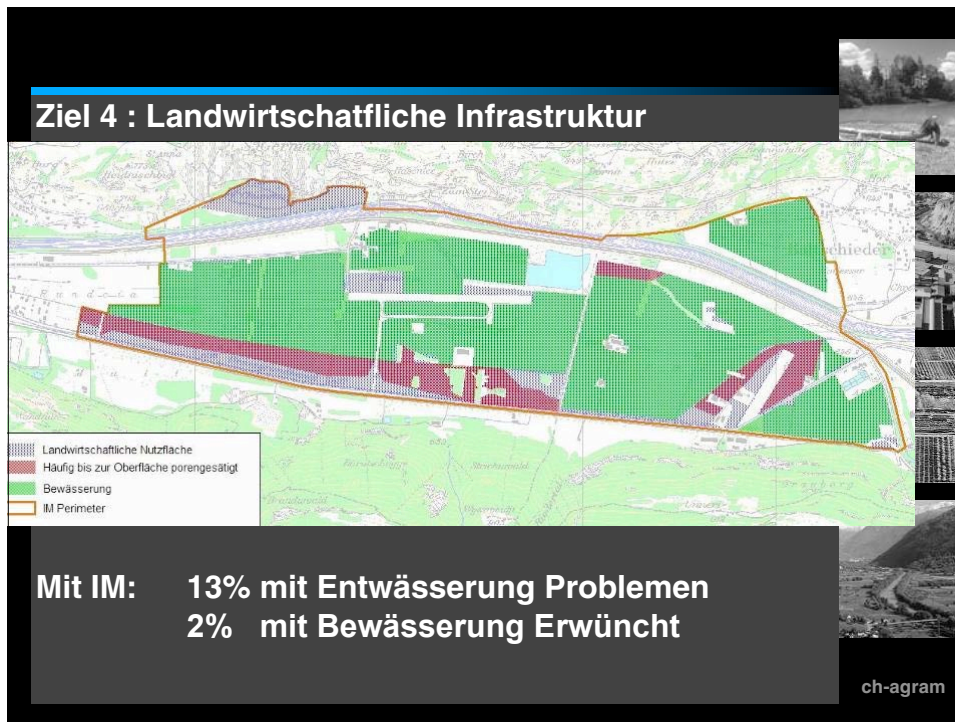 Ziel 4 : Landwirtschatfliche Infrastruktur
Landwirtschaftliche Nutzfläche
Häufig bis zur Oberfläche porengesätigt
Bewässerung
IM Perimeter
Mit IM: 13% mit Entwässerung Problemen
2% mit Bewässerung Erwüncht
ch-agram